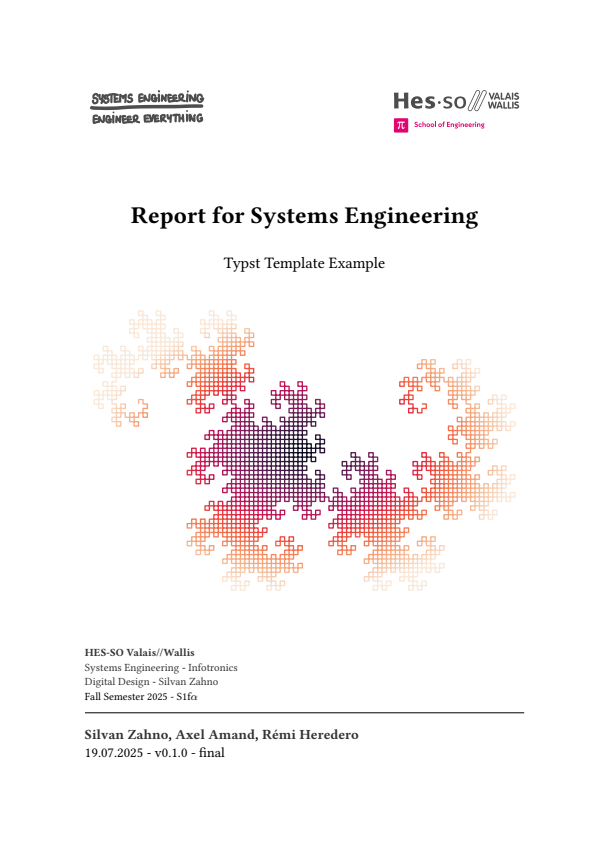 SYSTEMS ENGINEERING
ENGINEER EVERYTHING
Hes·so // VALAIS
WALLIS
π School of Engineering
Report for Systems Engineering
Typst Template Example
HES-SO Valais//Wallis
Systems Engineering - Infotronics
Digital Design - Silvan Zahno
Fall Semester 2025 - S1fα
Silvan Zahno, Axel Amand, Rémi Heredero
19.07.2025 - v0.1.0 - final